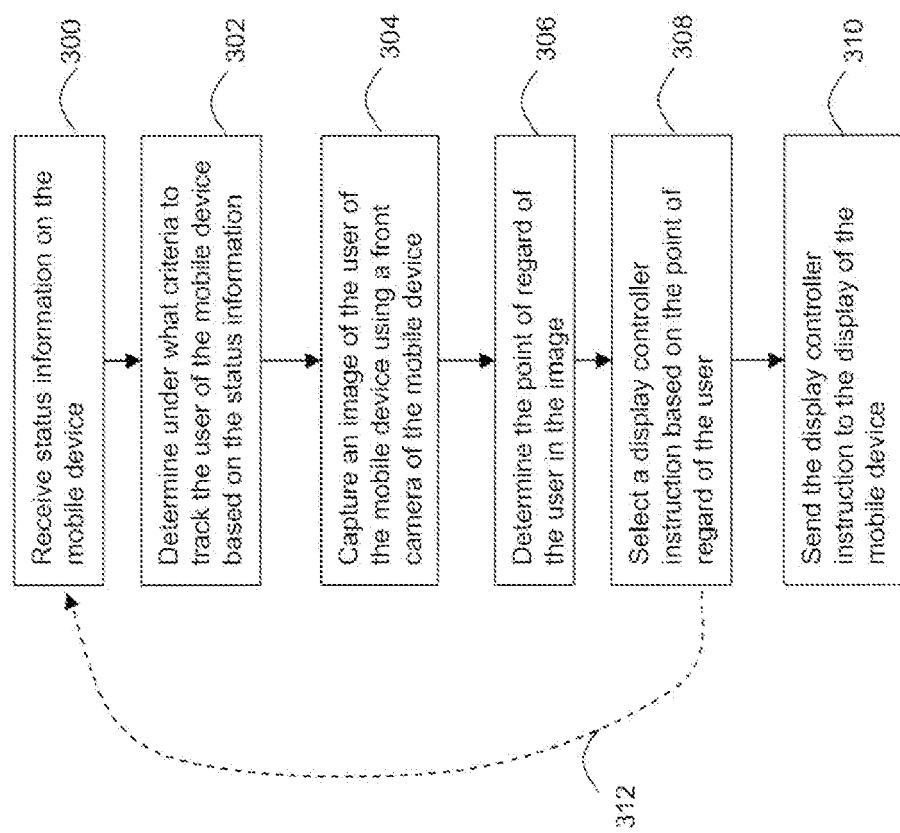 Receive status information on the
mobile device
300
Determine under what criteria to
track the user of the mobile device
based on the status information
302
Capture an image of the user of
the mobile device using a front
camera of the mobile device
304
Determine the point of regard of
the user in the image
306
Select a display controller
instruction based on the point of
regard of the user
308
Send the display controller
instruction to the display of the
mobile device
310
312